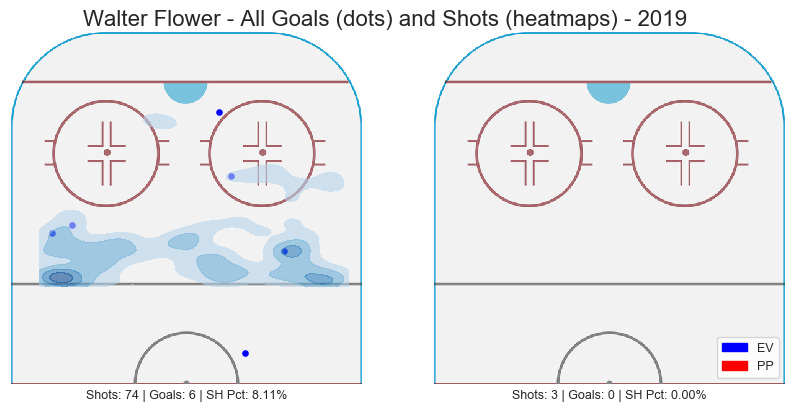 Walter Flower - All Goals (dots) and Shots (heatmaps) - 2019
EV
PP
Shots: 74 | Goals: 6 | SH Pct: 8.11%
Shots: 3 | Goals: 0 | SH Pct: 0.00%